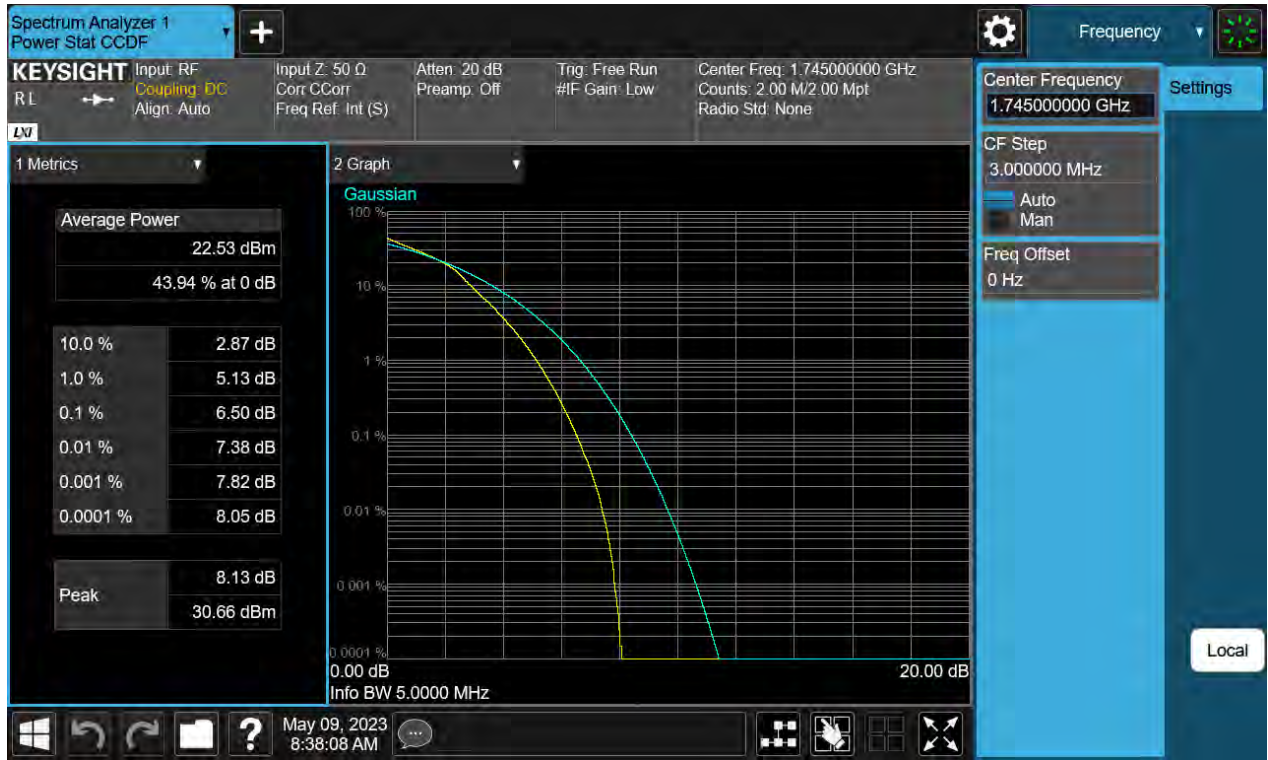 Spectrum Analyzer 1
Power Stat CCDF
+
Frequency
KEYSIGHT
RL
LXI
Input: RF
Coupling: DC
Align: Auto
Input Z: 50 Ω
Corr CCorr
Freq Ref: Int (S)
Atten: 20 dB
Preamp: Off
Trig: Free Run
#IF Gain: Low
Center Freq: 1.745000000 GHz
Counts: 2.00 M/2.00 Mpt
Radio Std: None
Center Frequency
1.745000000 GHz
Settings
CF Step
3.000000 MHz
Auto
Man
Freq Offset
0 Hz
1 Metrics
Average Power
22.53 dBm
43.94 % at 0 dB
10.0 % 2.87 dB
1.0 % 5.13 dB
0.1 % 6.50 dB
0.01 % 7.38 dB
0.001 % 7.82 dB
0.0001 % 8.05 dB
Peak
8.13 dB
30.66 dBm
2 Graph
Gaussian
100 %
10 %
1 %
0.1 %
0.01 %
0.001 %
0.0001 %
0.00 dB 20.00 dB
Info BW 5.0000 MHz
Local
?
May 09, 2023
8:38:08 AM